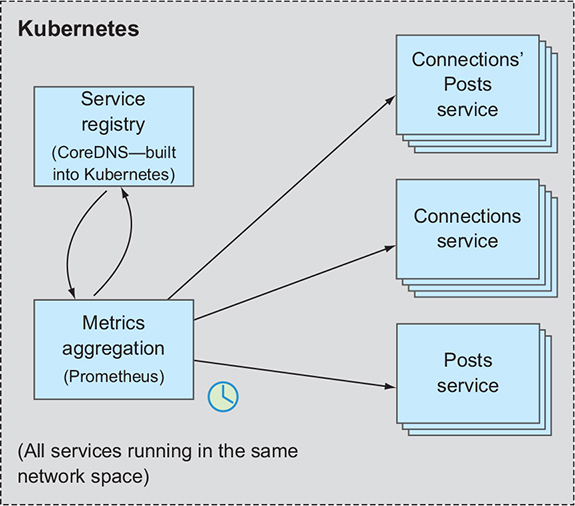 Kubernetes
Service
registry
(CoreDNS—built
into Kubernetes)
Metrics
aggregation
(Prometheus)
Connections’
Posts
service
Connections
service
Posts
service
(All services running in the same
network space)